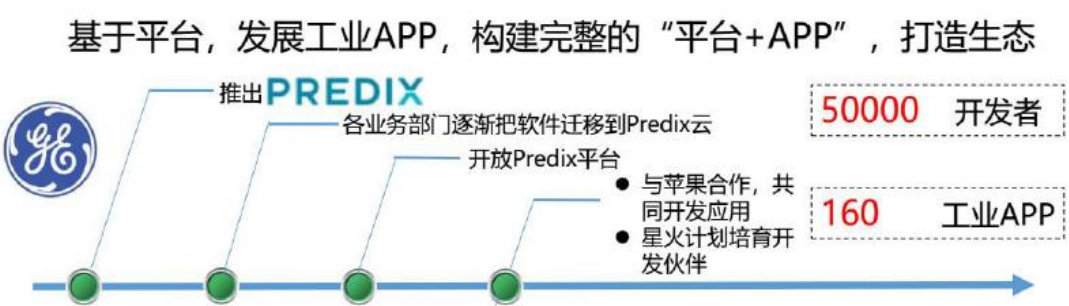 基于平台，发展工业APP，构建完整的“平台+APP”，打造生态
推出PREDIX
各业务部门逐渐把软件迁移到Predix云
开放Predix平台
● 与苹果合作，共
同开发应用
● 星火计划培育开
发伙伴
50000 开发者
160 工业APP
GE